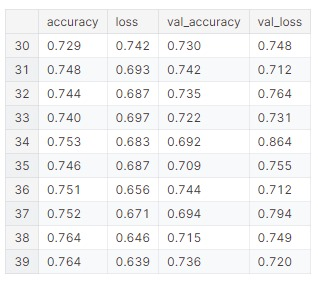 accuracy loss val_accuracy val_loss
30 0.729 0.742 0.730 0.748
31 0.748 0.693 0.742 0.712
32 0.744 0.687 0.735 0.764
33 0.740 0.697 0.722 0.731
34 0.753 0.683 0.692 0.864
35 0.746 0.687 0.709 0.755
36 0.751 0.656 0.744 0.712
37 0.752 0.671 0.694 0.794
38 0.764 0.646 0.715 0.749
39 0.764 0.639 0.736 0.720